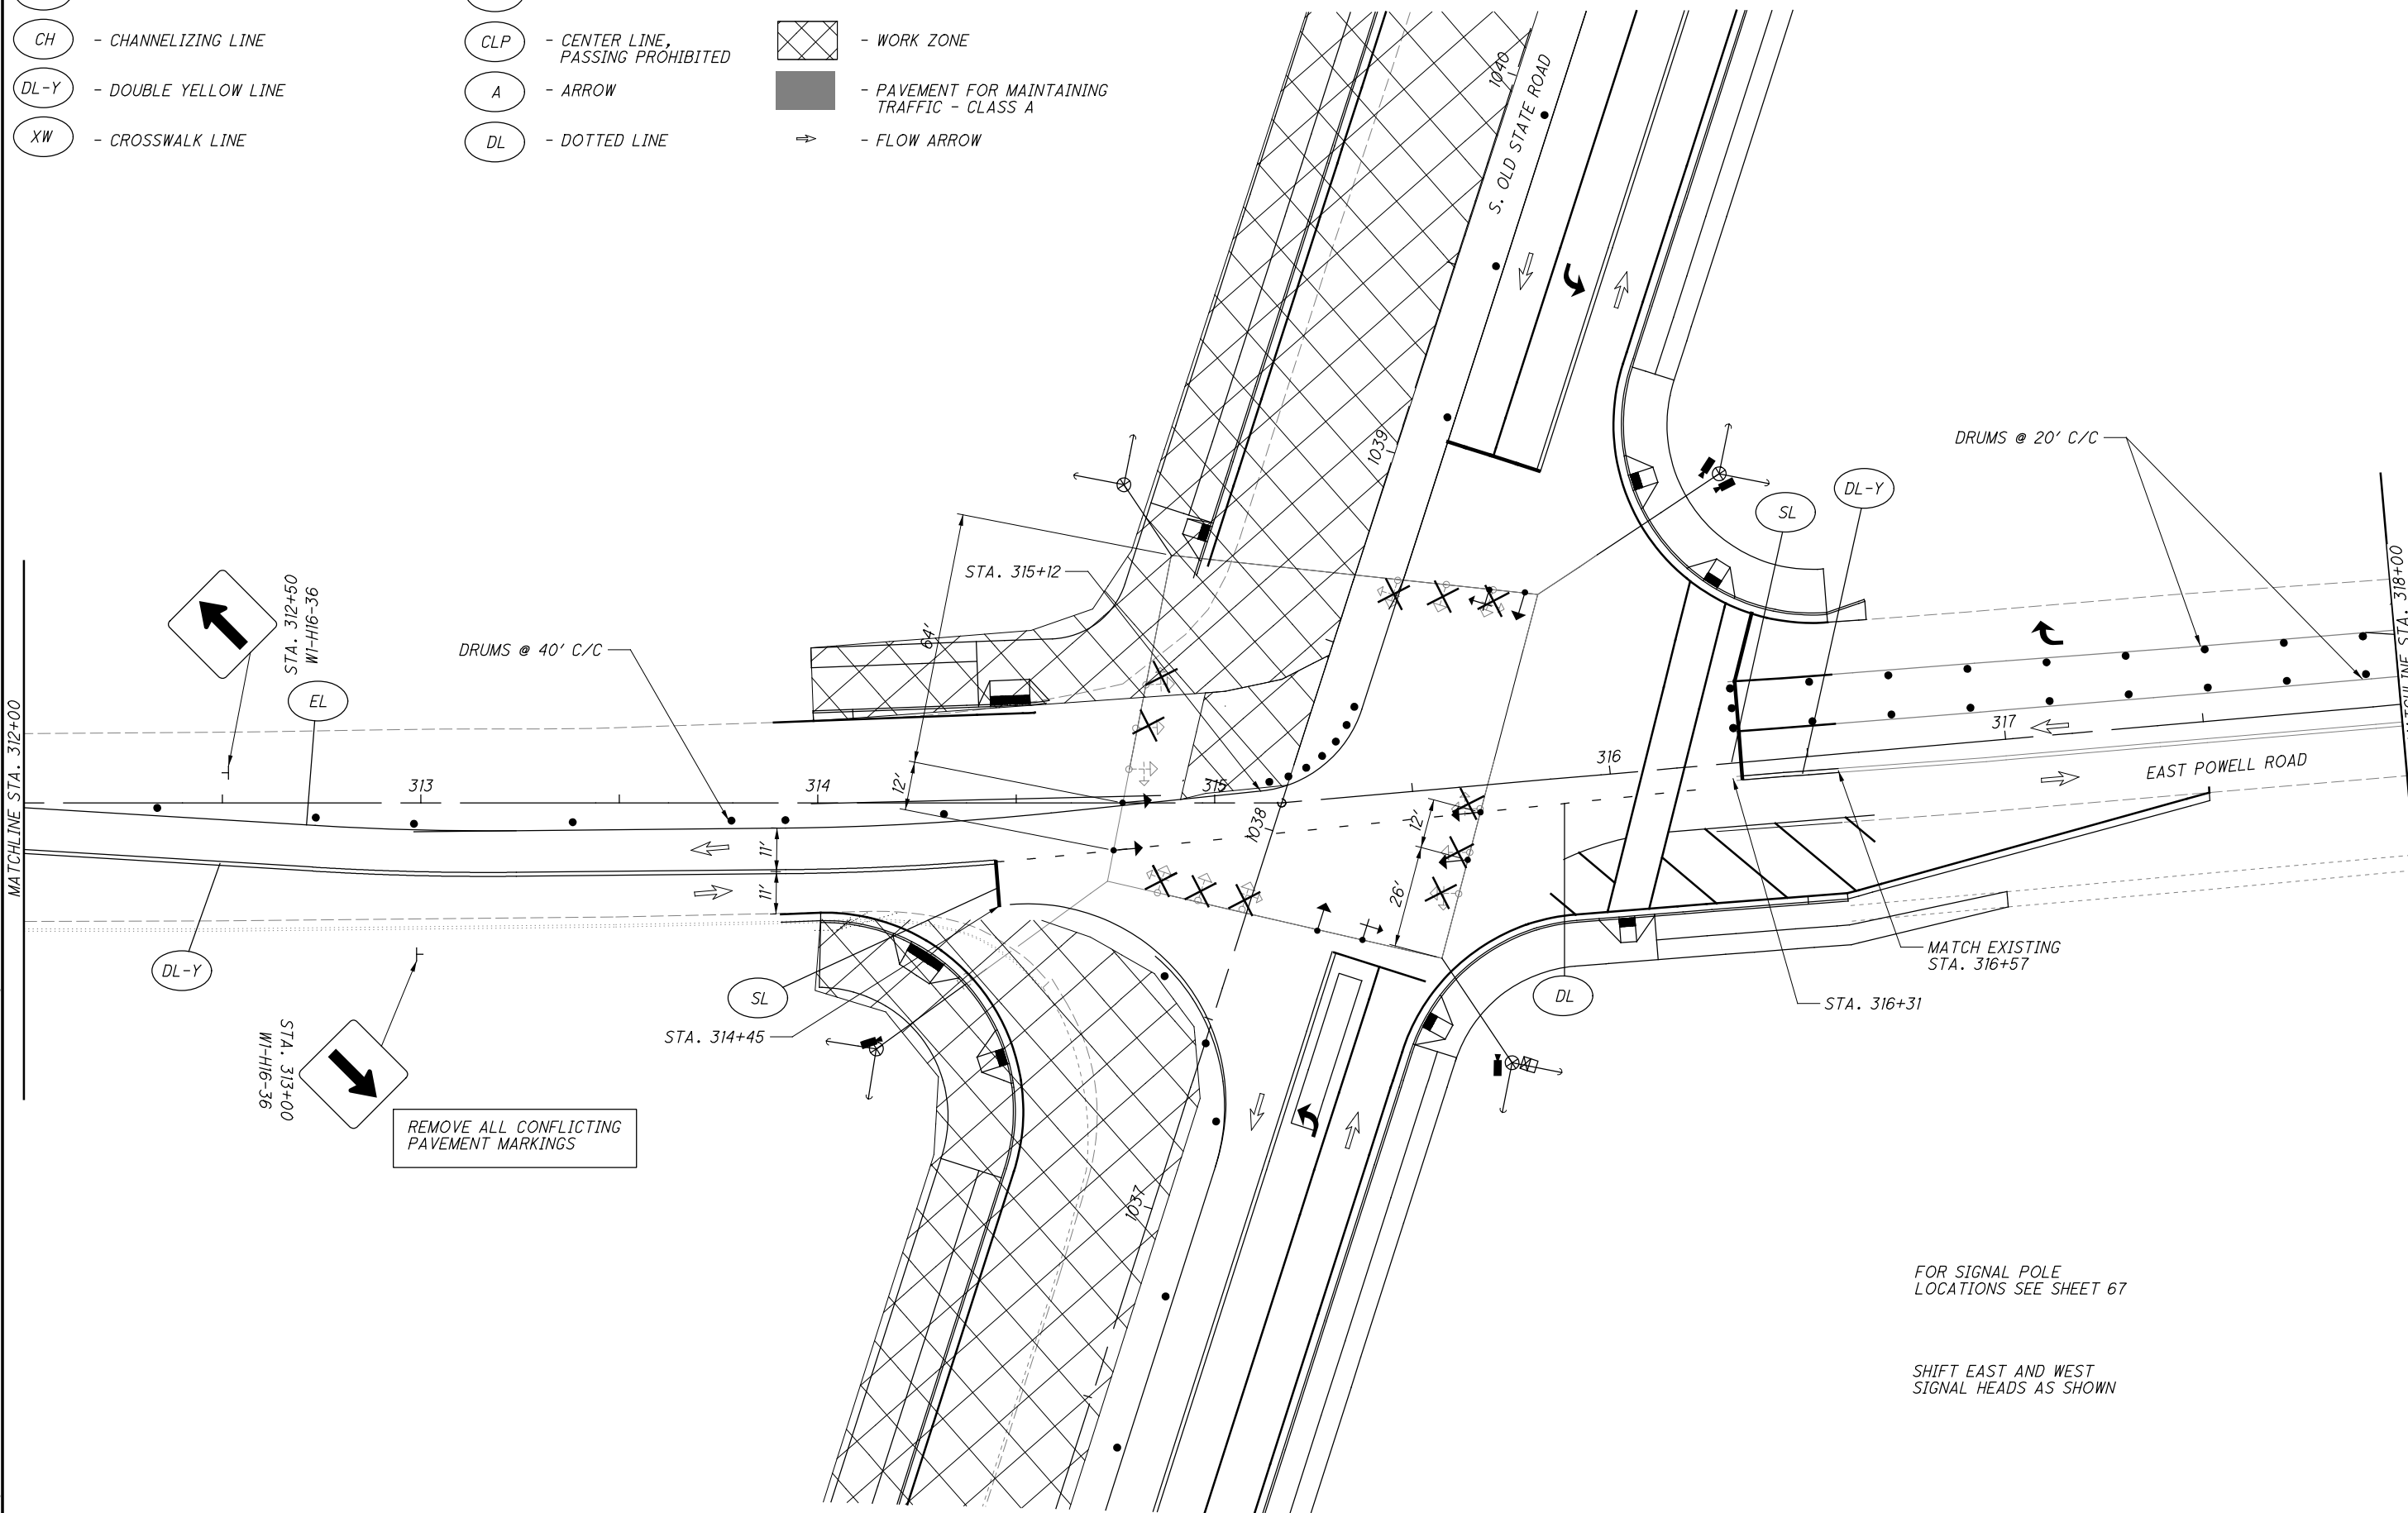 CH - CHANNELIZING LINE
DL-Y - DOUBLE YELLOW LINE
XW - CROSSWALK LINE
CLP - CENTER LINE,
PASSING PROHIBITED
A - ARROW
DL - DOTTED LINE
- WORK ZONE
- PAVEMENT FOR MAINTAINING
TRAFFIC - CLASS A
- FLOW ARROW
1040
S. OLD STATE ROAD
1039
DRUMS @ 20' C/C
DL-Y
SL
STA. 315+12
64'
STA. 312+50
W1-H16-36
DRUMS @ 40' C/C
EL
MATCHLINE STA. 312+00
MATCHLINE STA. 318+00
313
314
315
316
317
12'
12'
1038
EAST POWELL ROAD
11'
11'
26'
DL-Y
SL
DL
MATCH EXISTING
STA. 316+57
STA. 316+31
STA. 314+45
STA. 313+00
W1-H16-36
REMOVE ALL CONFLICTING
PAVEMENT MARKINGS
1037
FOR SIGNAL POLE
LOCATIONS SEE SHEET 67
SHIFT EAST AND WEST
SIGNAL HEADS AS SHOWN